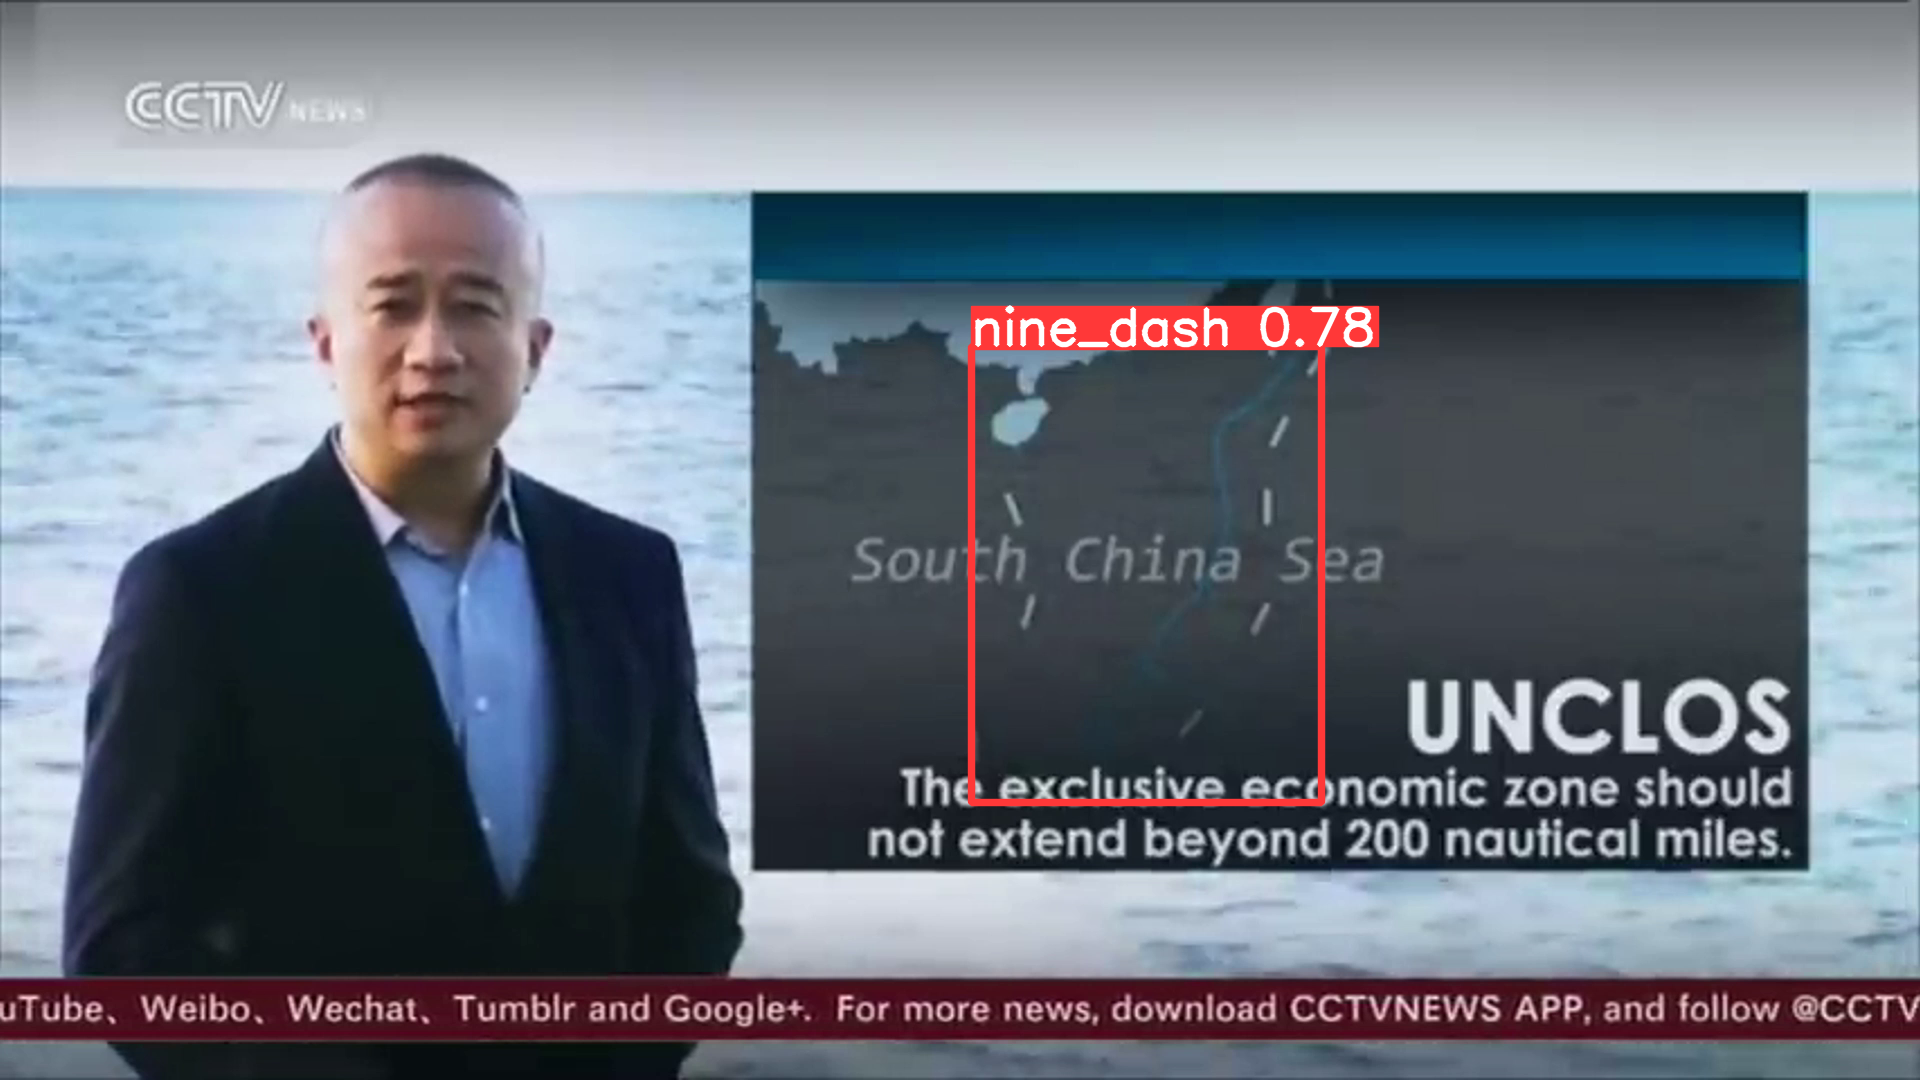 CCTV NEWS
nine_dash 0.78
South China Sea
UNCLOS
The exclusive economic zone should
not extend beyond 200 nautical miles.
uTube、Weibo、Wechat、Tumblr and Google+. For more news, download CCTVNEWS APP, and follow @CCTV